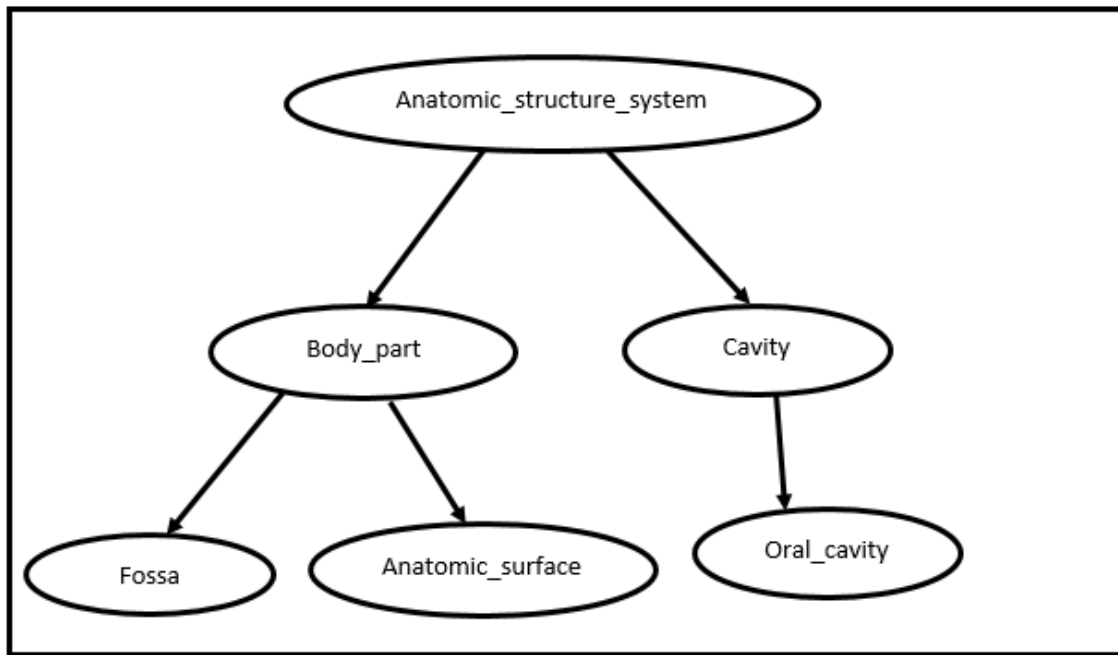 Anatomic_structure_system
Body_part
Cavity
Fossa
Anatomic_surface
Oral_cavity